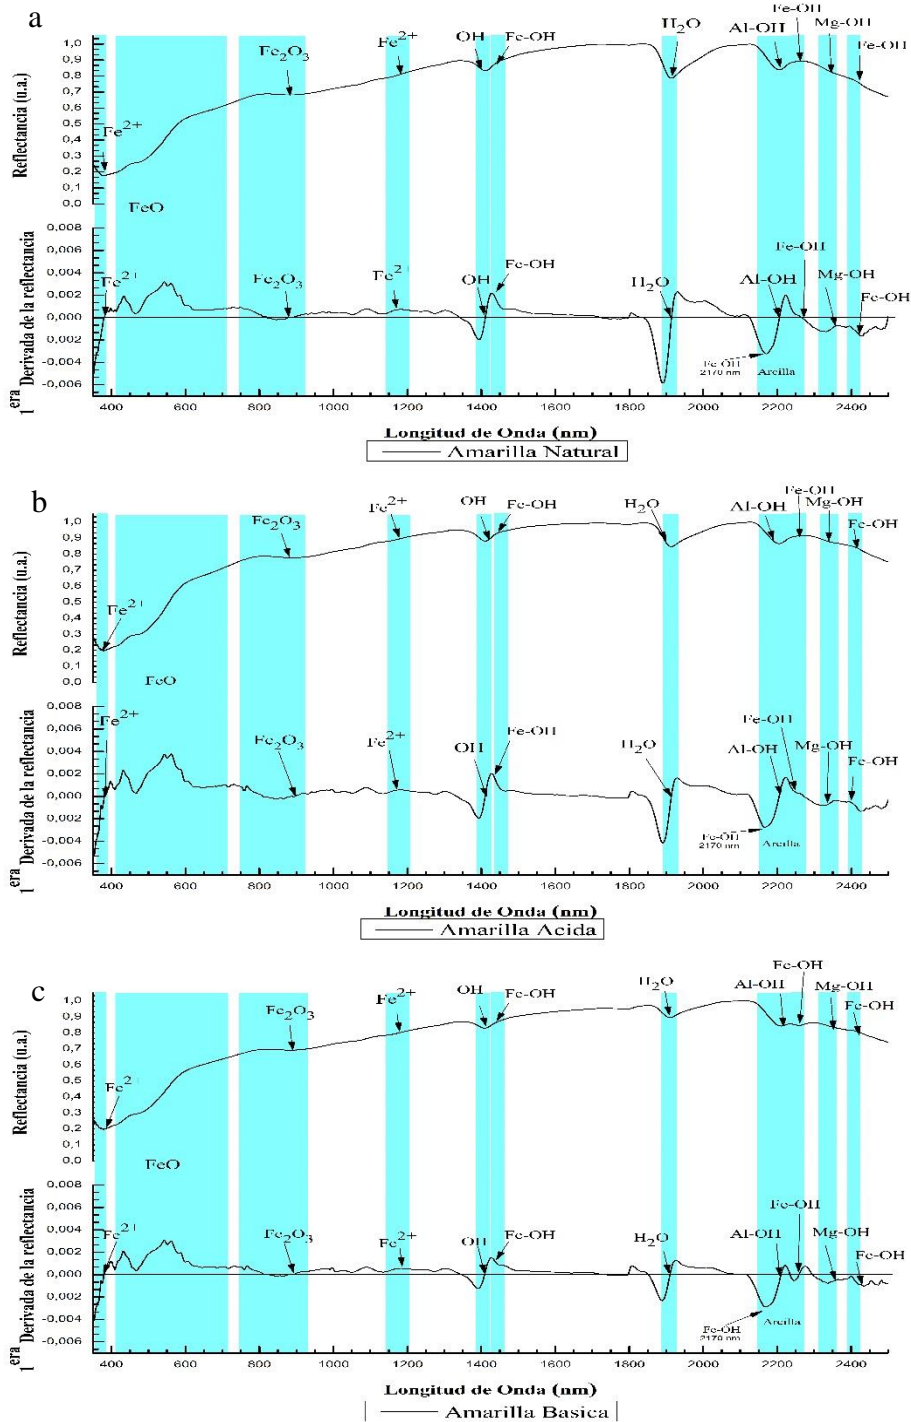 a
Fe-OH
H₂O
Mg-OH
Fe₂O₃
Fe²⁺
OH
Fe-OH
Al-OH
Fe-OH
Reflectancia (u.a.)
1,0
0,9
0,8
0,7
0,6
0,5
0,4
0,3
0,2
0,1
0,0
Fe²⁺
FeO
1era Derivada de la reflectancia
0,008
0,006
0,004
0,002
0,000
-0,002
-0,004
-0,006
Fe²⁺
Fe₂O₃
Fe²⁺
OH
Fe-OH
H₂O
Al-OH
Fe-OH
Mg-OH
Fe-OH
Fe-OH
2170 nm
Arcilla
400 600 800 1000 1200 1400 1600 1800 2000 2200 2400
Longitud de Onda (nm)
Amarilla Natural
b
Fe₂O₃
Fe²⁺
OH
Fe-OH
H₂O
Al-OH
Fe-OH
Mg-OH
Fe-OH
Reflectancia (u.a.)
1,0
0,9
0,8
0,7
0,6
0,5
0,4
0,3
0,2
0,1
0,0
Fe²⁺
FeO
1era Derivada de la reflectancia
0,008
0,006
0,004
0,002
0,000
-0,002
-0,004
-0,006
Fe²⁺
Fe₂O₃
Fe²⁺
OH
Fe-OH
H₂O
Al-OH
Fe-OH
Mg-OH
Fe-OH
Fe-OH
2170 nm
Arcilla
400 600 800 1000 1200 1400 1600 1800 2000 2200 2400
Longitud de Onda (nm)
Amarilla Acida
c
Fe₂O₃
Fe²⁺
OH
Fe-OH
H₂O
Al-OH
Fe-OH
Mg-OH
Fe-OH
Reflectancia (u.a.)
1,0
0,9
0,8
0,7
0,6
0,5
0,4
0,3
0,2
0,1
0,0
Fe²⁺
FeO
1era Derivada de la reflectancia
0,008
0,006
0,004
0,002
0,000
-0,002
-0,004
-0,006
Fe²⁺
Fe₂O₃
Fe²⁺
OH
Fe-OH
H₂O
Al-OH
Fe-OH
Mg-OH
Fe-OH
Fe-OH
2170 nm
Arcilla
400 600 800 1000 1200 1400 1600 1800 2000 2200 2400
Longitud de Onda (nm)
Amarilla Basica